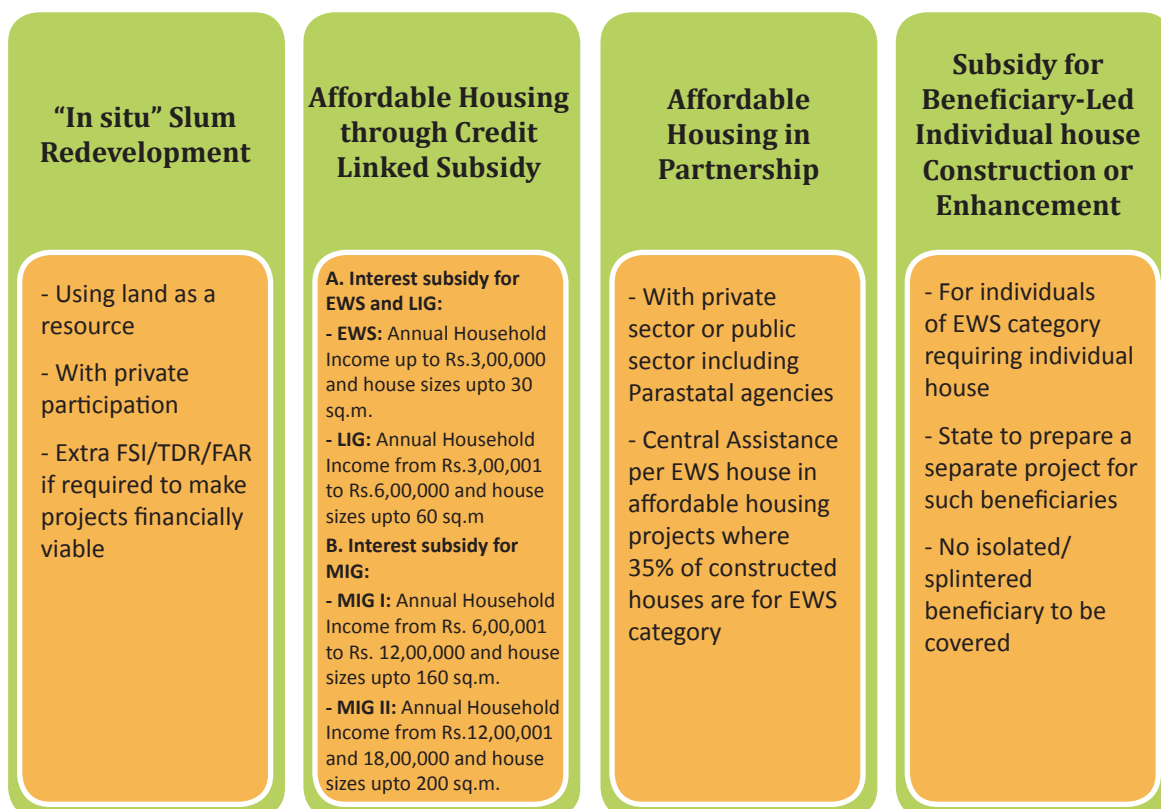 “In situ” Slum
Redevelopment
- Using land as a
resource
- With private
participation
- Extra FSI/TDR/FAR
if required to make
projects financially
viable
Affordable Housing
through Credit
Linked Subsidy
A. Interest subsidy for
EWS and LIG:
- EWS: Annual Household
Income up to Rs.3,00,000
and house sizes upto 30
sq.m.
- LIG: Annual Household
Income from Rs.3,00,001
to Rs.6,00,000 and house
sizes upto 60 sq.m
B. Interest subsidy for
MIG:
- MIG I: Annual Household
Income from Rs. 6,00,001
to Rs. 12,00,000 and house
sizes upto 160 sq.m.
- MIG II: Annual Household
Income from Rs.12,00,001
and 18,00,000 and house
sizes upto 200 sq.m.
Affordable
Housing in
Partnership
- With private
sector or public
sector including
Parastatal agencies
- Central Assistance
per EWS house in
affordable housing
projects where
35% of constructed
houses are for EWS
category
Subsidy for
Beneficiary-Led
Individual house
Construction or
Enhancement
- For individuals
of EWS category
requiring individual
house
- State to prepare a
separate project for
such beneficiaries
- No isolated/
splintered
beneficiary to be
covered